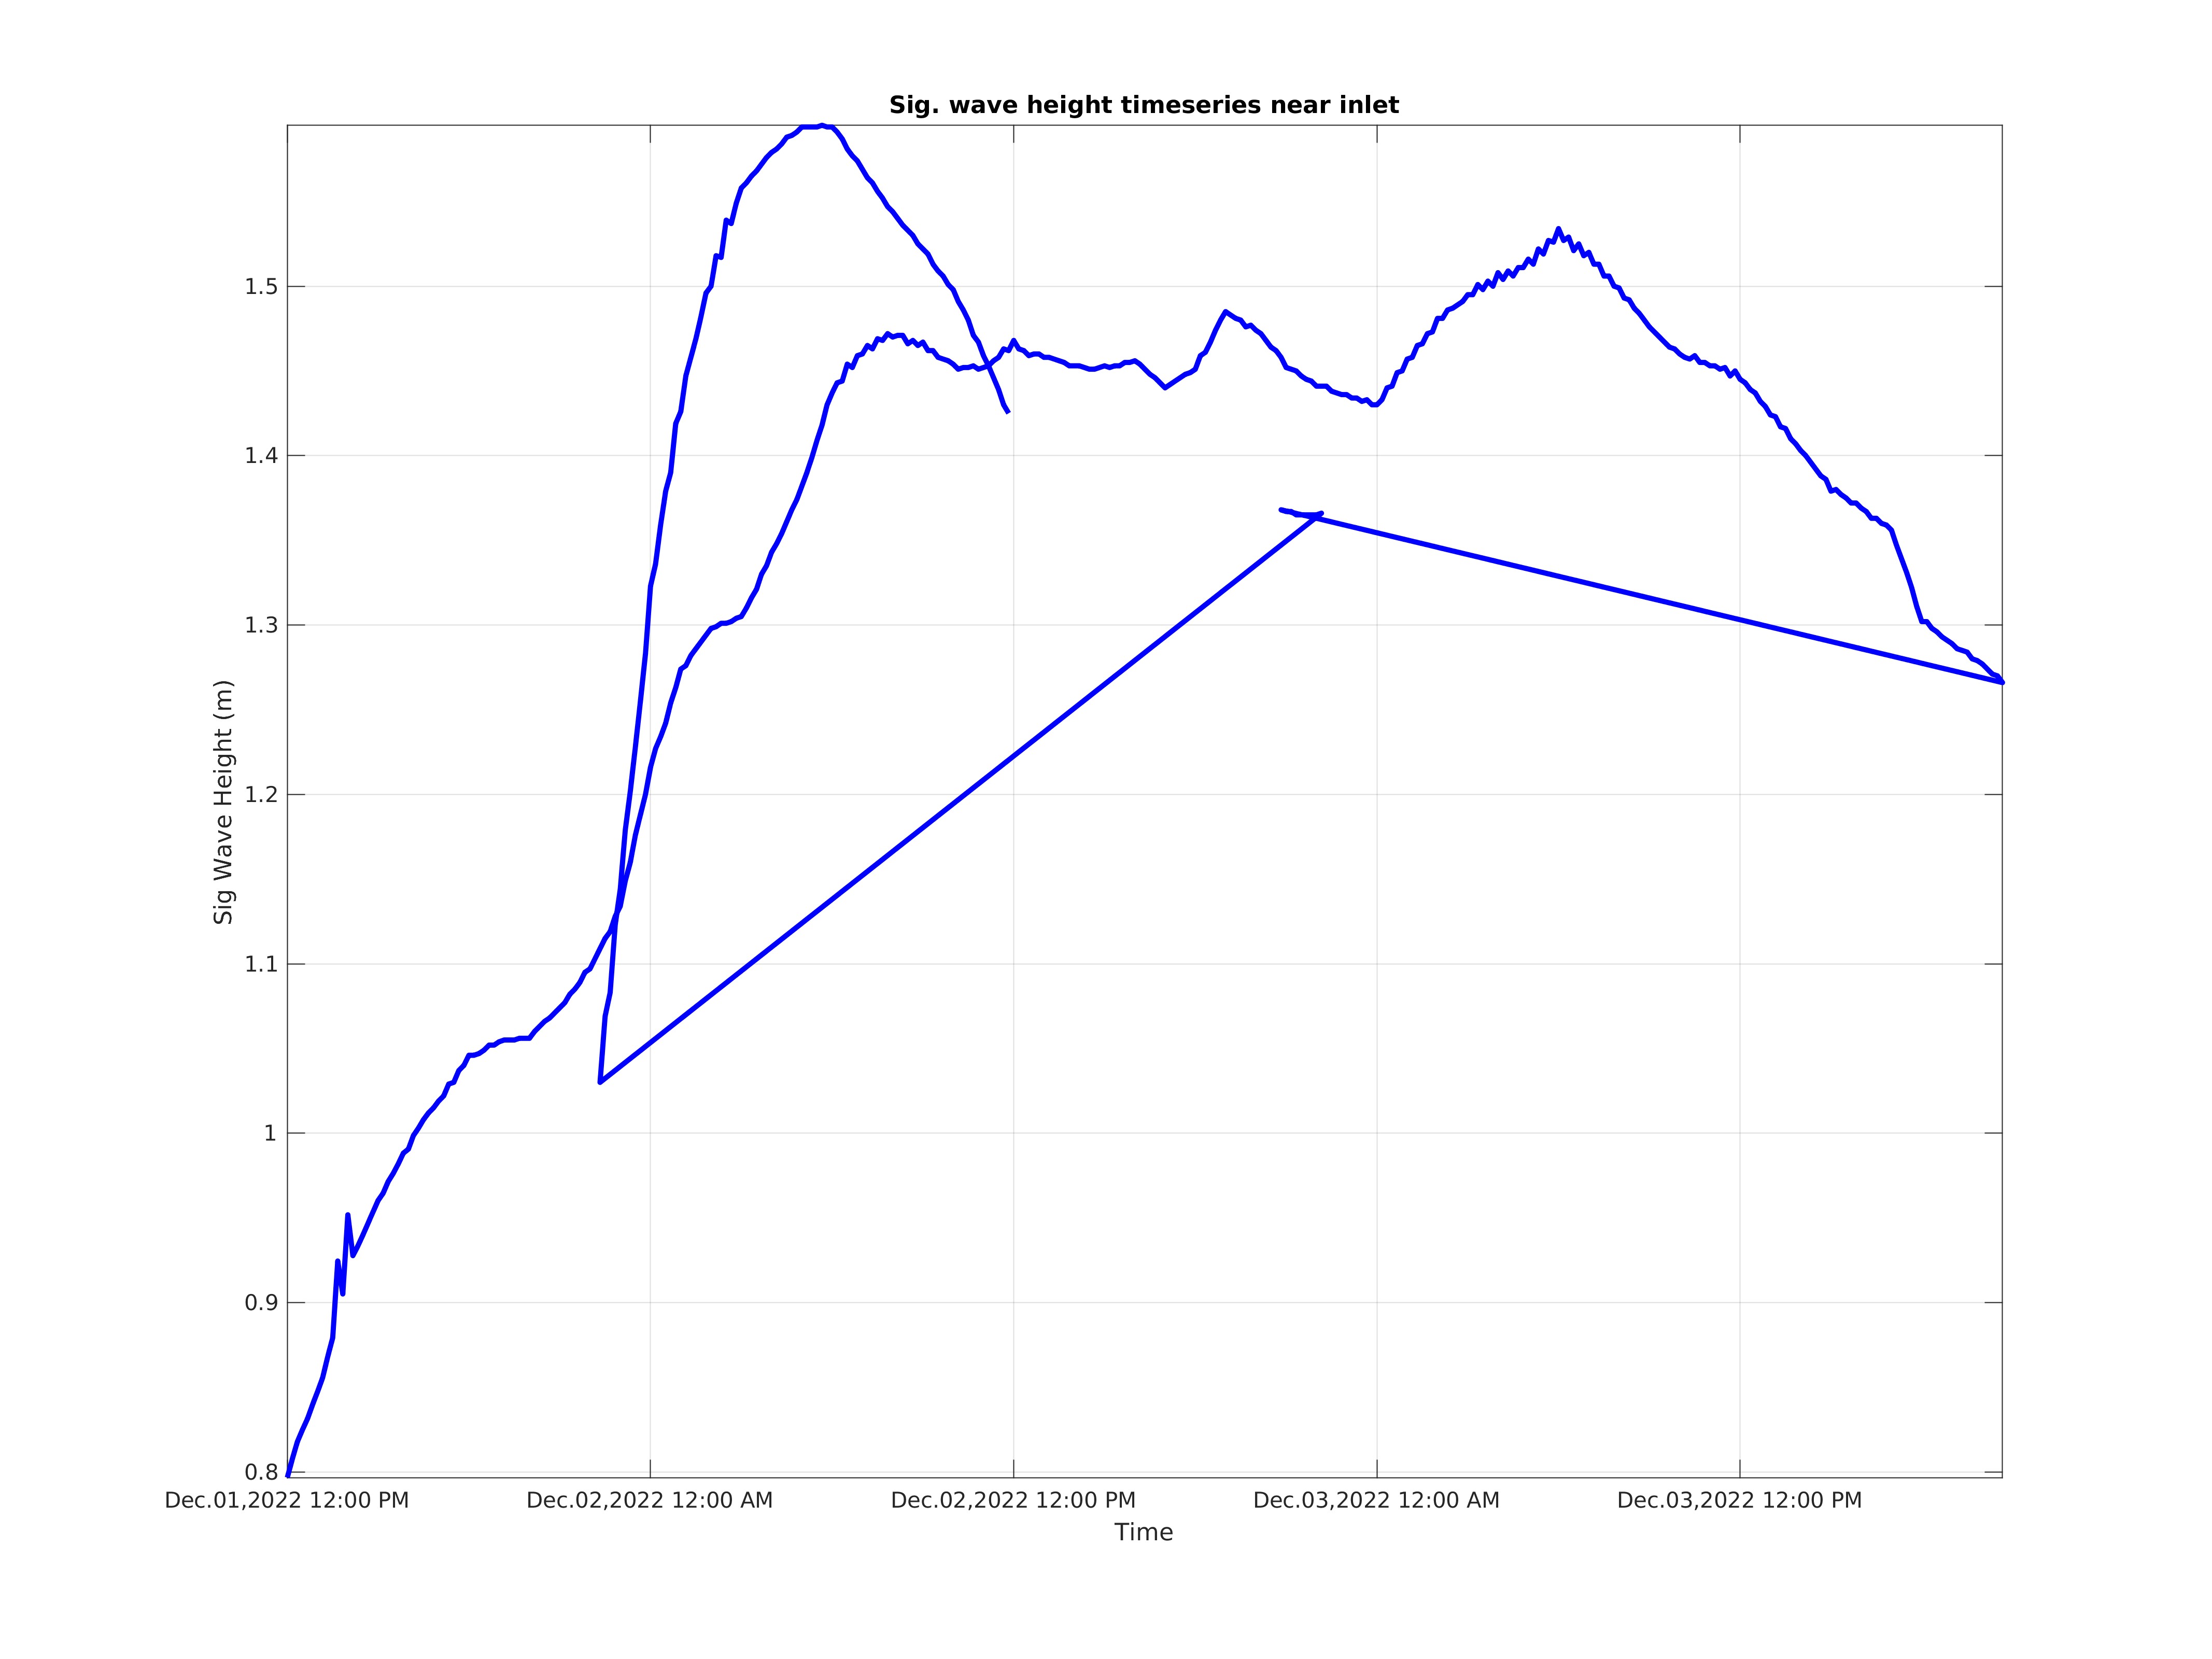 Sig. wave height timeseries near inlet
1.5
1.4
1.3
1.2
1.1
1
0.9
0.8
Sig Wave Height (m)
Dec.01,2022 12:00 PM Dec.02,2022 12:00 AM Dec.02,2022 12:00 PM Dec.03,2022 12:00 AM Dec.03,2022 12:00 PM
Time